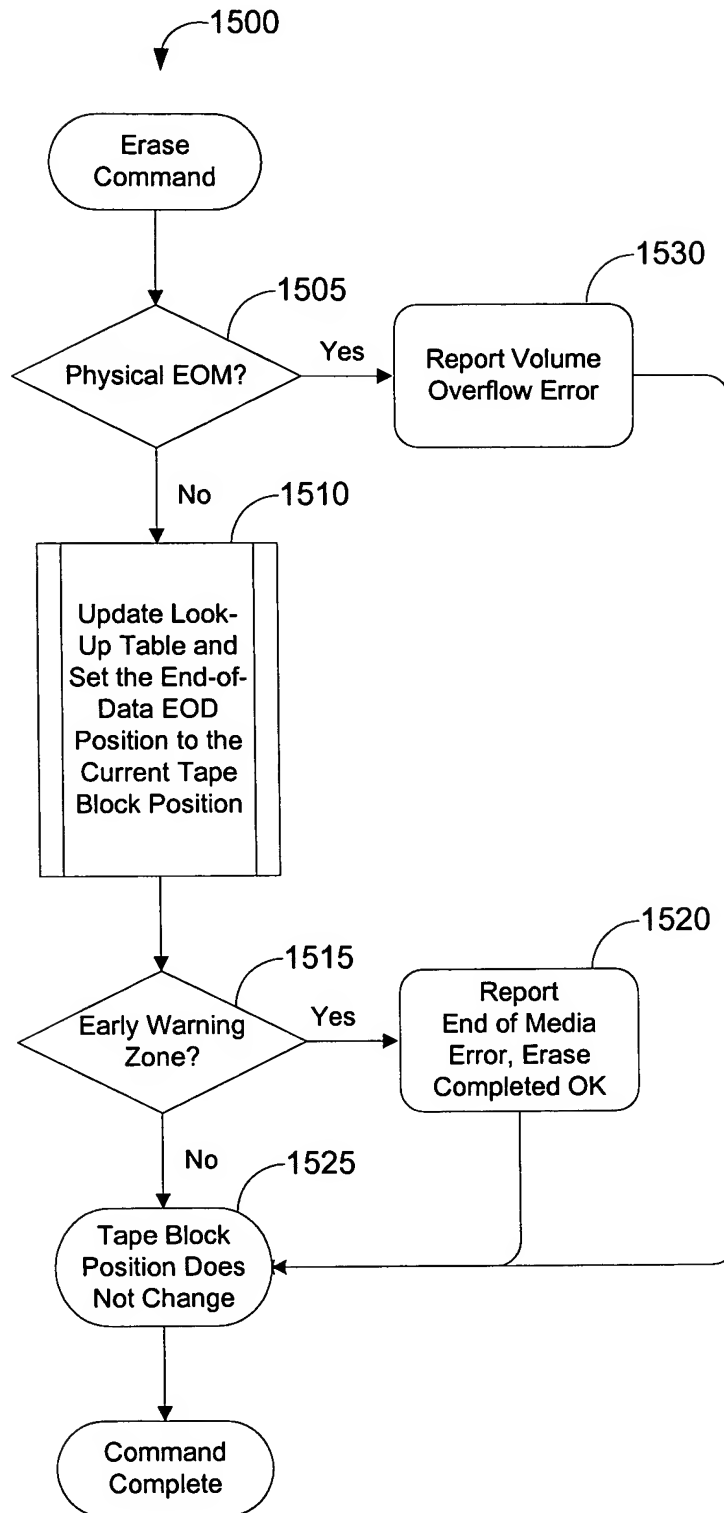 1500
Erase
Command
1505
1530
Physical EOM?
Yes
Report Volume
Overflow Error
No
1510
Update Look-
Up Table and
Set the End-of-
Data EOD
Position to the
Current Tape
Block Position
1515
1520
Early Warning
Zone?
Yes
Report
End of Media
Error, Erase
Completed OK
No
1525
Tape Block
Position Does
Not Change
Command
Complete